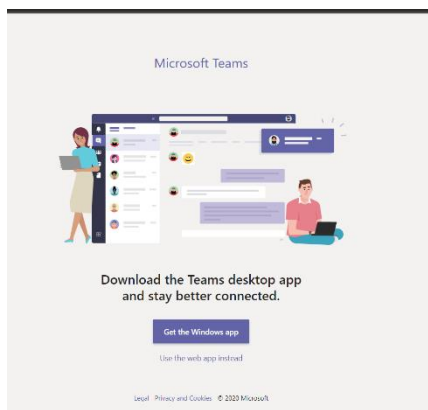 Microsoft Teams
Download the Teams desktop app
and stay better connected.
Get the Windows app
Use the web app instead
Legal Privacy and Cookies © 2020 Microsoft